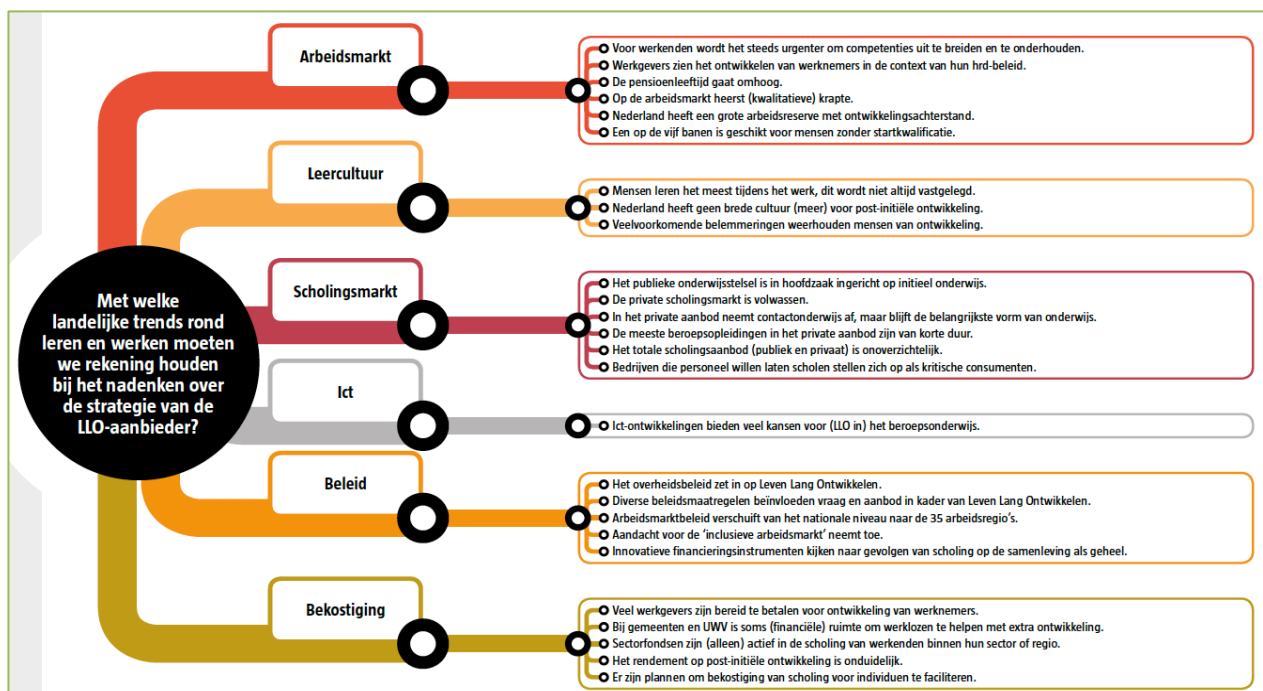 Met welke
landelijke trends rond
leren en werken moeten
we rekening houden
bij het nadenken over
de strategie van de
LLO-aanbieder?
Arbeidsmarkt
Voor werkenden wordt het steeds urgenter om competenties uit te breiden en te onderhouden.
Werkgevers zien het ontwikkelen van werknemers in de context van hun hrd-beleid.
De pensioenleeftijd gaat omhoog.
Op de arbeidsmarkt heerst (kwalitatieve) krapte.
Nederland heeft een grote arbeidsreserve met ontwikkelingsachterstand.
Een op de vijf banen is geschikt voor mensen zonder startkwalificatie.
Leercultuur
Mensen leren het meest tijdens het werk, dit wordt niet altijd vastgelegd.
Nederland heeft geen brede cultuur (meer) voor post-initiële ontwikkeling.
Veelvoorkomende belemmeringen weerhouden mensen van ontwikkeling.
Scholingsmarkt
Het publieke onderwijsstelsel is in hoofdzaak ingericht op initieel onderwijs.
De private scholingsmarkt is volwassen.
In het private aanbod neemt contactonderwijs af, maar blijft de belangrijkste vorm van onderwijs.
De meeste beroepsopleidingen in het private aanbod zijn van korte duur.
Het totale scholingsaanbod (publiek en privaat) is onoverzichtelijk.
Bedrijven die personeel willen laten scholen stellen zich op als kritische consumenten.
Ict
Ict-ontwikkelingen bieden veel kansen voor (LLO in) het beroepsonderwijs.
Beleid
Het overheidsbeleid zet in op Leven Lang Ontwikkelen.
Diverse beleidsmaatregelen beïnvloeden vraag en aanbod in kader van Leven Lang Ontwikkelen.
Arbeidsmarktbeleid verschuift van het nationale niveau naar de 35 arbeidsregio's.
Aandacht voor de 'inclusieve arbeidsmarkt' neemt toe.
Innovatieve financieringsinstrumenten kijken naar gevolgen van scholing op de samenleving als geheel.
Bekostiging
Veel werkgevers zijn bereid te betalen voor ontwikkeling van werknemers.
Bij gemeenten en UWV is soms (financiële) ruimte om werklozen te helpen met extra ontwikkeling.
Sectorfondsen zijn (alleen) actief in de scholing van werkenden binnen hun sector of regio.
Het rendement op post-initiële ontwikkeling is onduidelijk.
Er zijn plannen om bekostiging van scholing voor individuen te faciliteren.